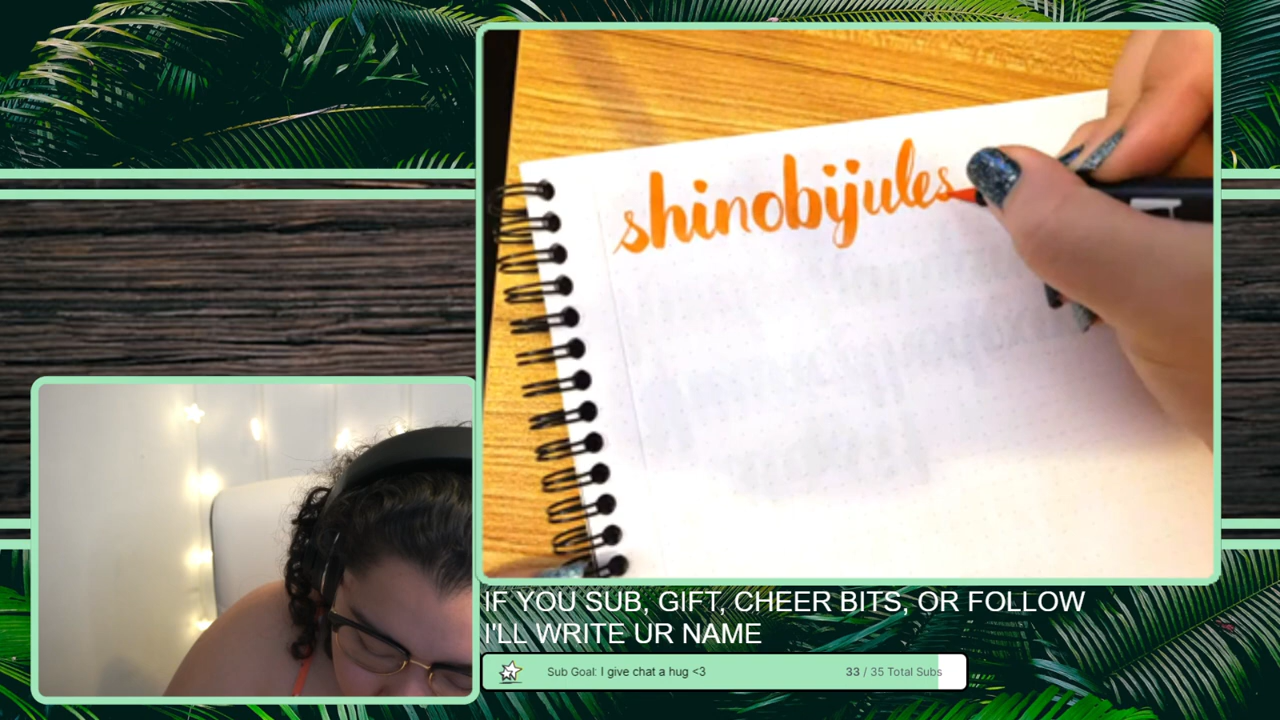 shinobijules
IF YOU SUB, GIFT, CHEER BITS, OR FOLLOW
I'LL WRITE UR NAME
Sub Goal: I give chat a hug <3 33 / 35 Total Subs